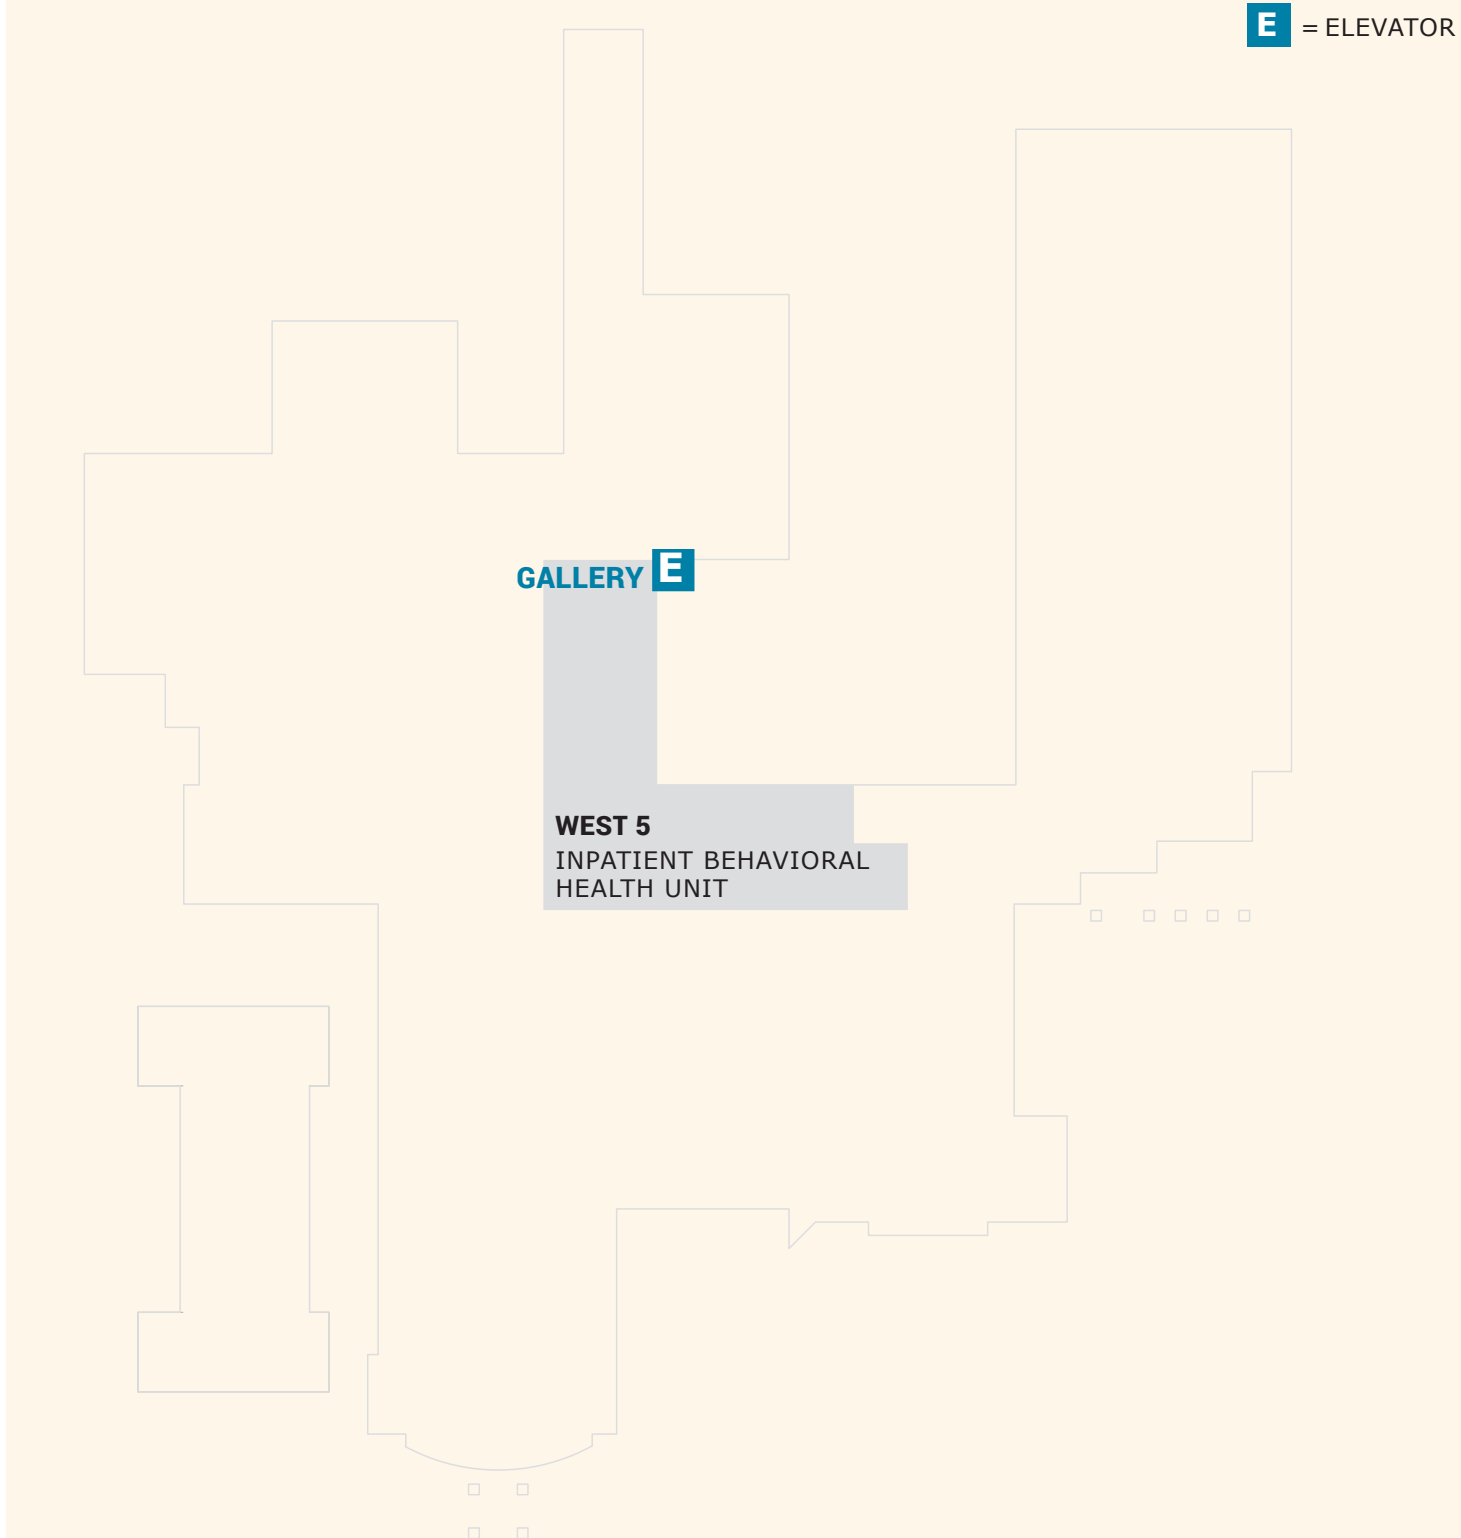 E = ELEVATOR
GALLERY E
WEST 5
INPATIENT BEHAVIORAL
HEALTH UNIT